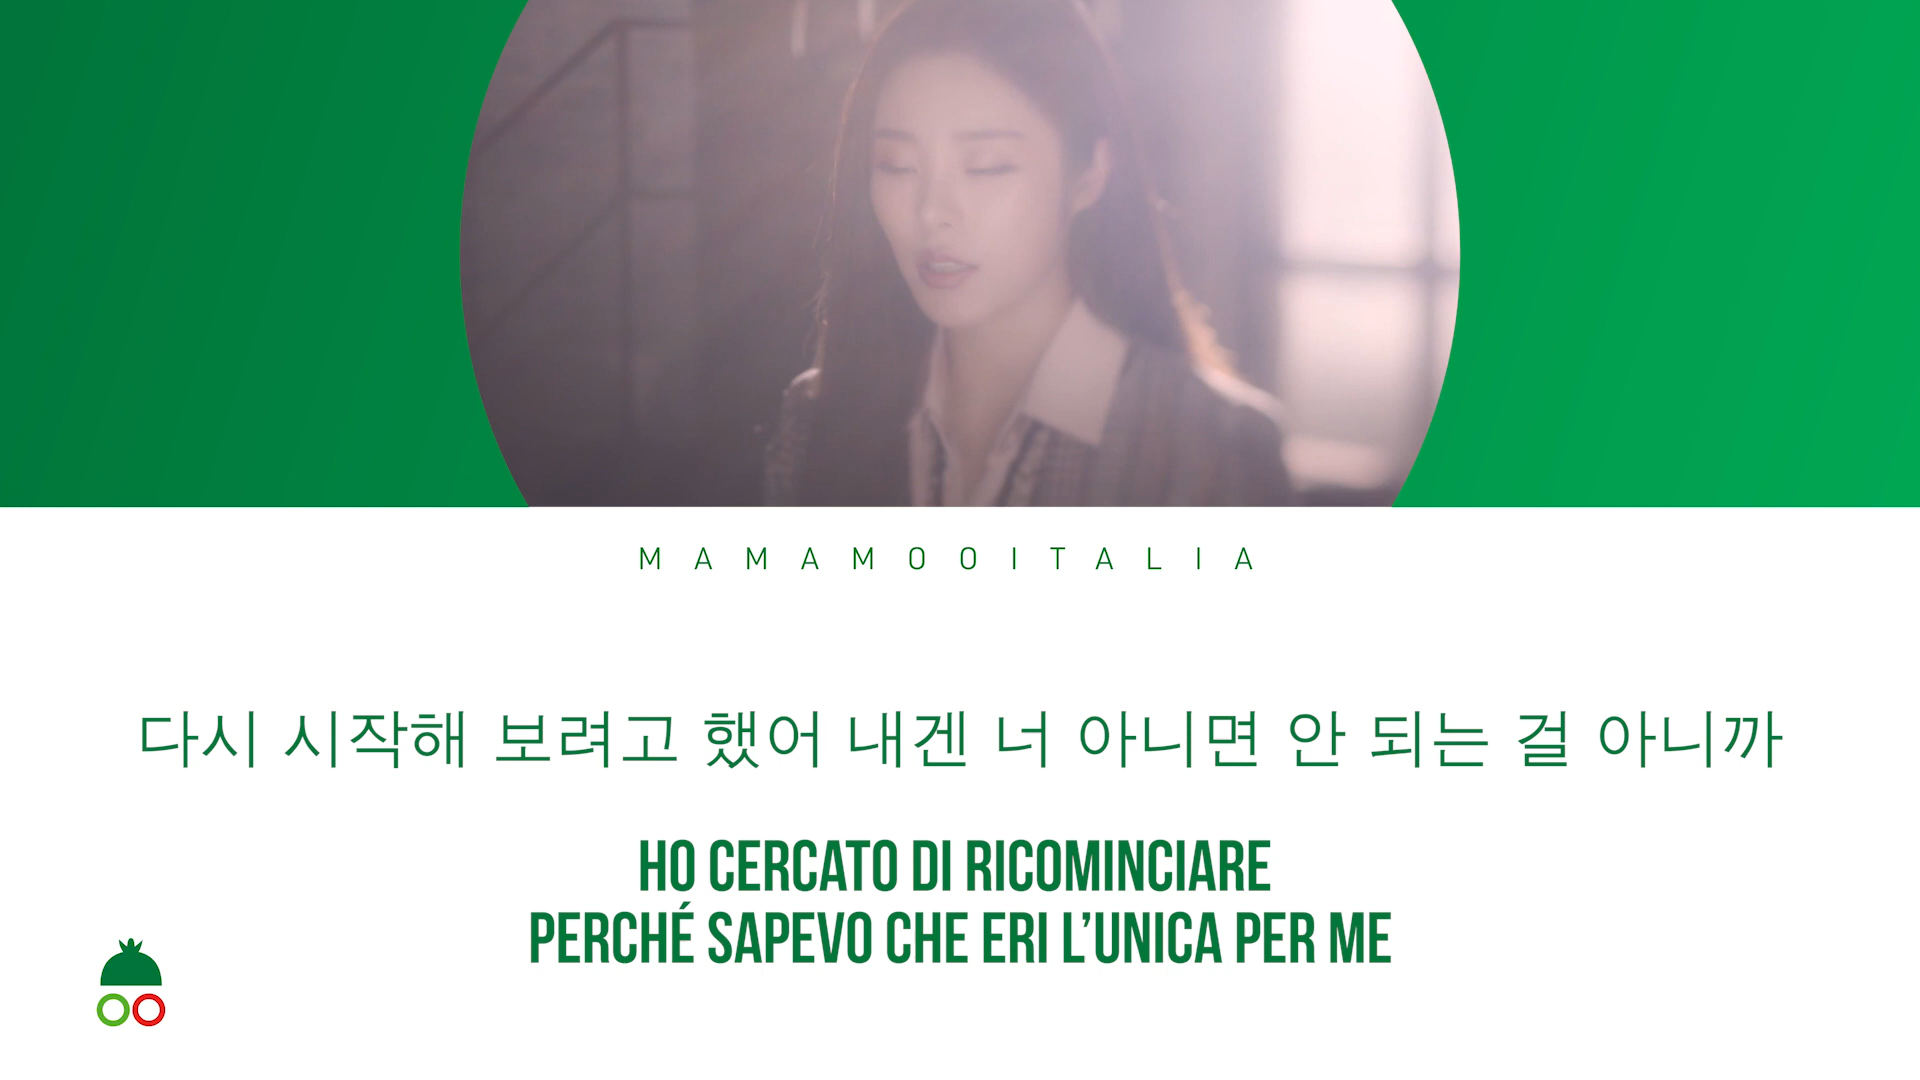 MAMAMOOITALIA
다시 시작해 보려고 했어 내겐 너 아니면 안 되는 걸 아니까
HO CERCATO DI RICOMINCIARE
PERCHÉ SAPEVO CHE ERI L’UNICA PER ME